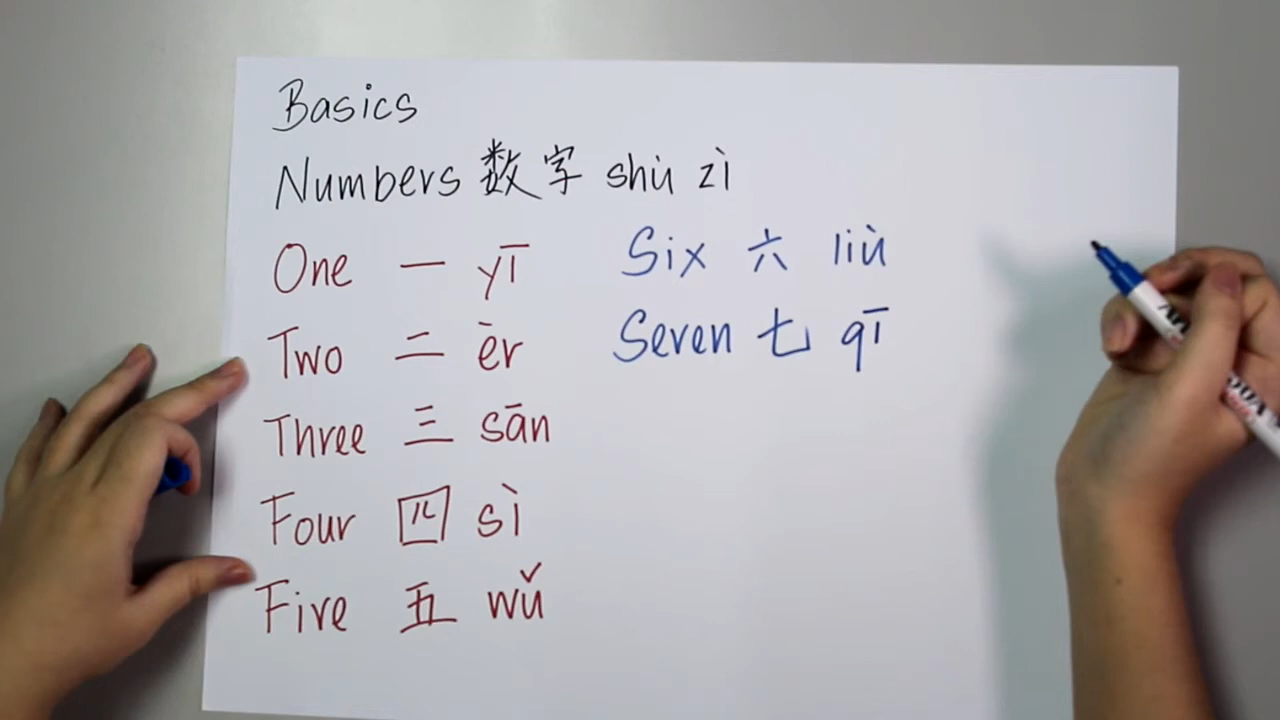 Basics
Numbers 数字 shù zì
One 一 yī
Two 二 èr
Three 三 sān
Four 四 sì
Five 五 wǔ
Six 六 liù
Seven 七 qī